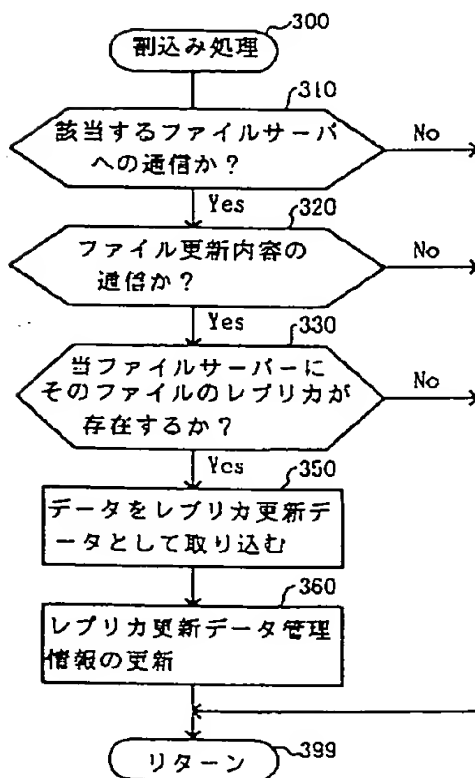 300
割込み処理
310
該当するファイルサーバ
への通信か?
No
Yes
320
ファイル更新内容の
通信か?
No
Yes
330
当ファイルサーバーに
そのファイルのレプリカが
存在するか?
No
Yes
350
データをレプリカ更新デ
ータとして取り込む
360
レプリカ更新データ管理
情報の更新
リターン
399